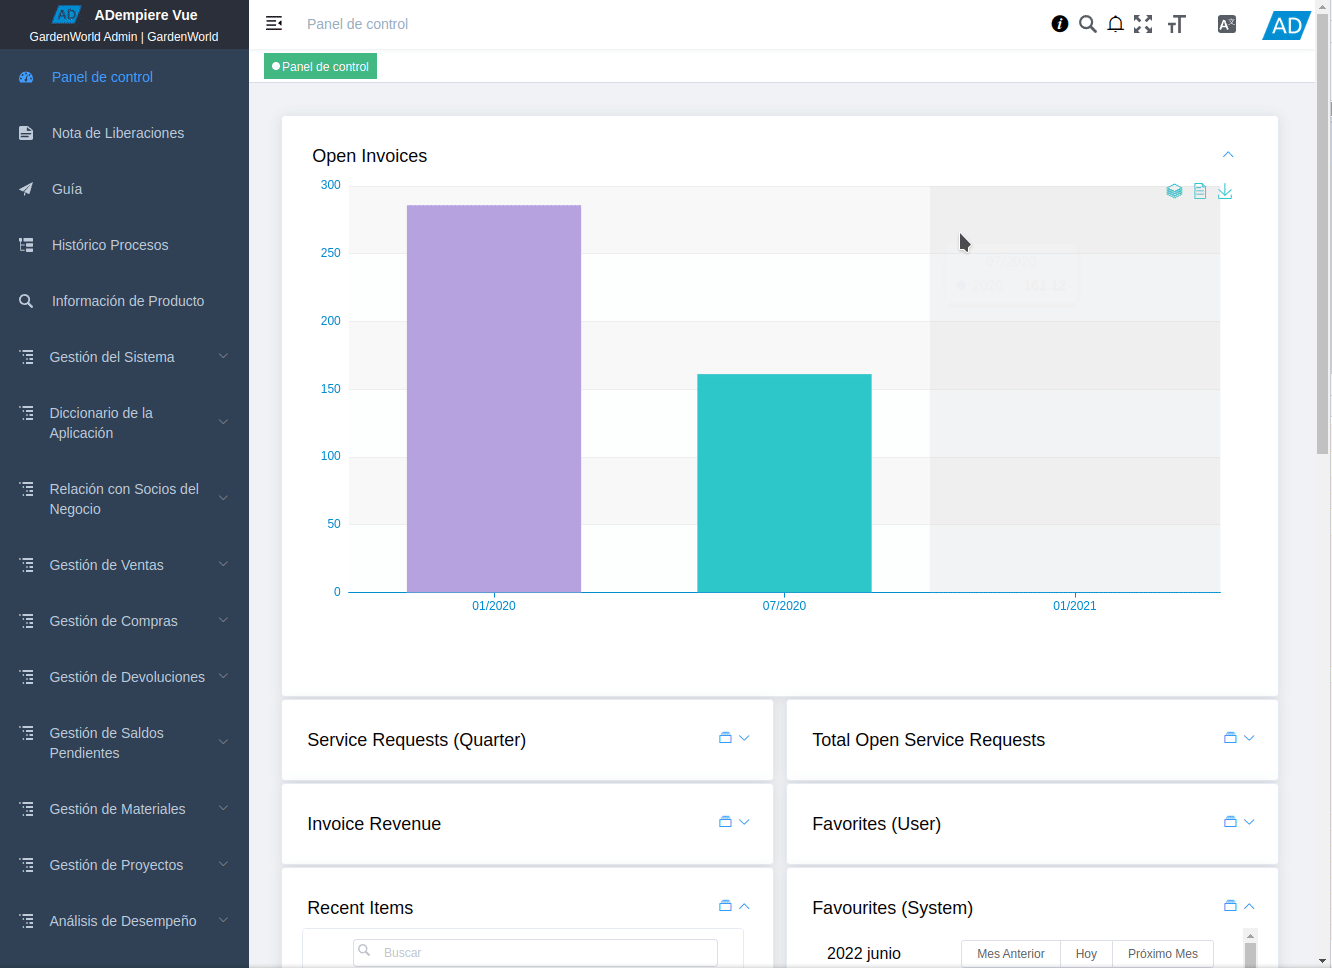 AD ADempiere Vue
GardenWorld Admin | GardenWorld
Panel de control
Nota de Liberaciones
Guía
Histórico Procesos
Información de Producto
Gestión del Sistema
Diccionario de la
Aplicación
Relación con Socios del
Negocio
Gestión de Ventas
Gestión de Compras
Gestión de Devoluciones
Gestión de Saldos
Pendientes
Gestión de Materiales
Gestión de Proyectos
Análisis de Desempeño
Panel de control
AD
Panel de control
Open Invoices
300
250
200
150
100
50
0
01/2020
07/2020
01/2021
Service Requests (Quarter)
Total Open Service Requests
Invoice Revenue
Favorites (User)
Recent Items
Buscar
Favourites (System)
2022 junio
Mes Anterior
Hoy
Próximo Mes